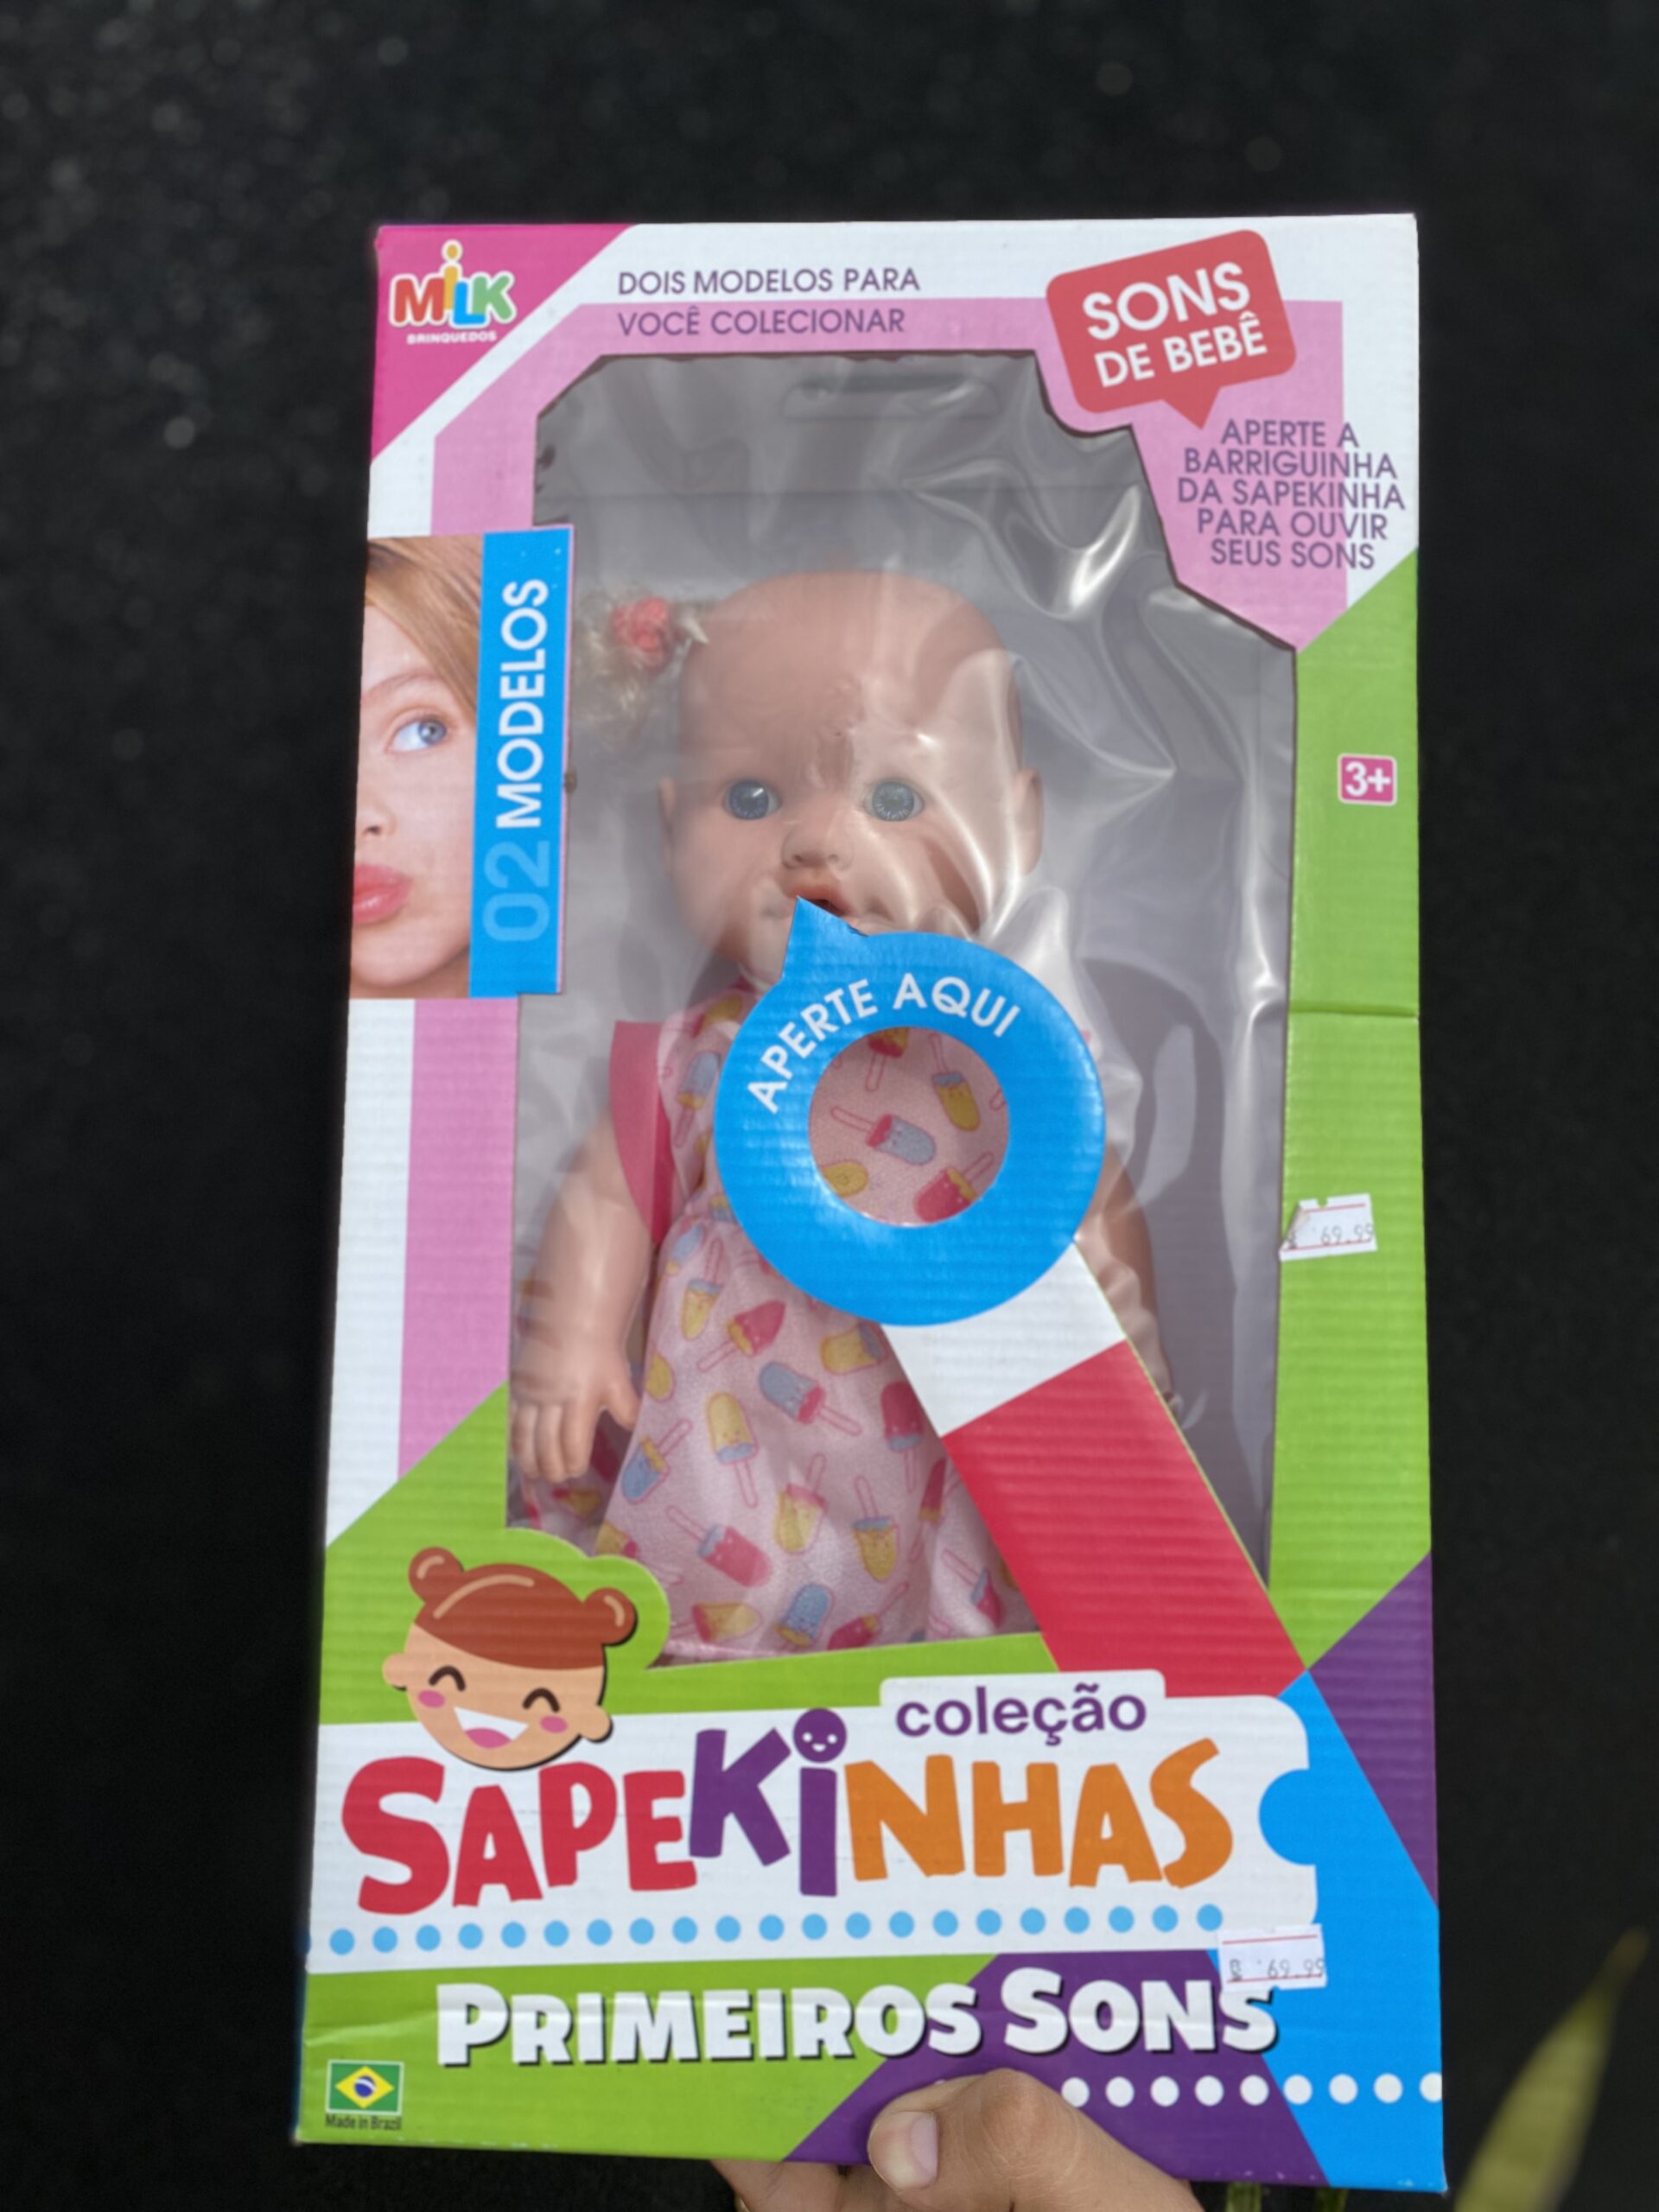 MiLK
BRINQUEDOS
DOIS MODELOS PARA
VOCÊ COLECIONAR
SONS
DE BEBÊ
APERTE A
BARRIGUINHA
DA SAPEKINHA
PARA OUVIR
SEUS SONS
02 MODELOS
3+
APERTE AQUI
69.99
coleção
SAPEKiNHAS
69.99
PRIMEIROS SONS
Made in Brazil